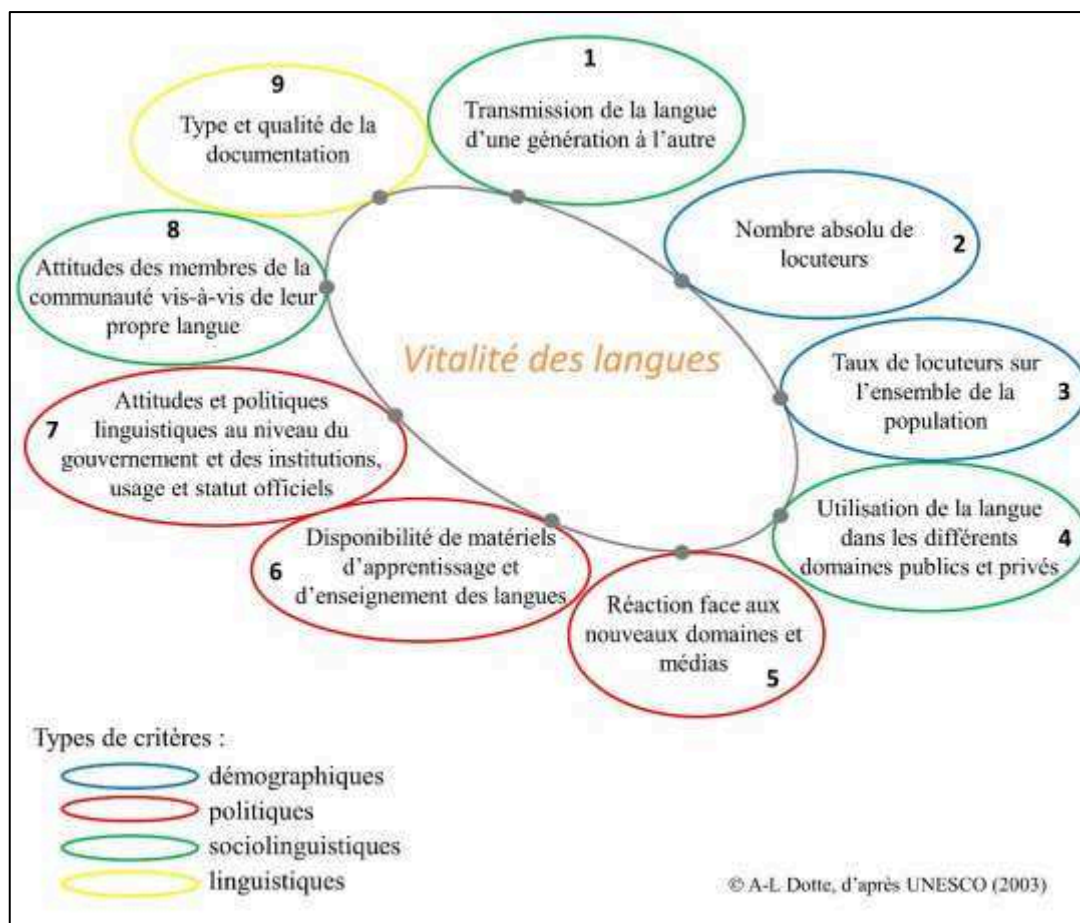 1
Transmission de la langue
d'une génération à l'autre
Nombre absolu de
locuteurs
2
Taux de locuteurs sur
l'ensemble de la
population
3
Utilisation de la langue
dans les différents
domaines publics et privés
4
Réaction face aux
nouveaux domaines et
médias
5
6
Disponibilité de matériels
d'apprentissage et
d'enseignement des langues
7
Attitudes et politiques
linguistiques au niveau du
gouvernement et des institutions,
usage et statut officiels
8
Attitudes des membres de la
communauté vis-à-vis de leur
propre langue
9
Type et qualité de la
documentation
Vitalité des langues
Types de critères :
démographiques
politiques
sociolinguistiques
linguistiques
© A-L Dotte, d'après UNESCO (2003)